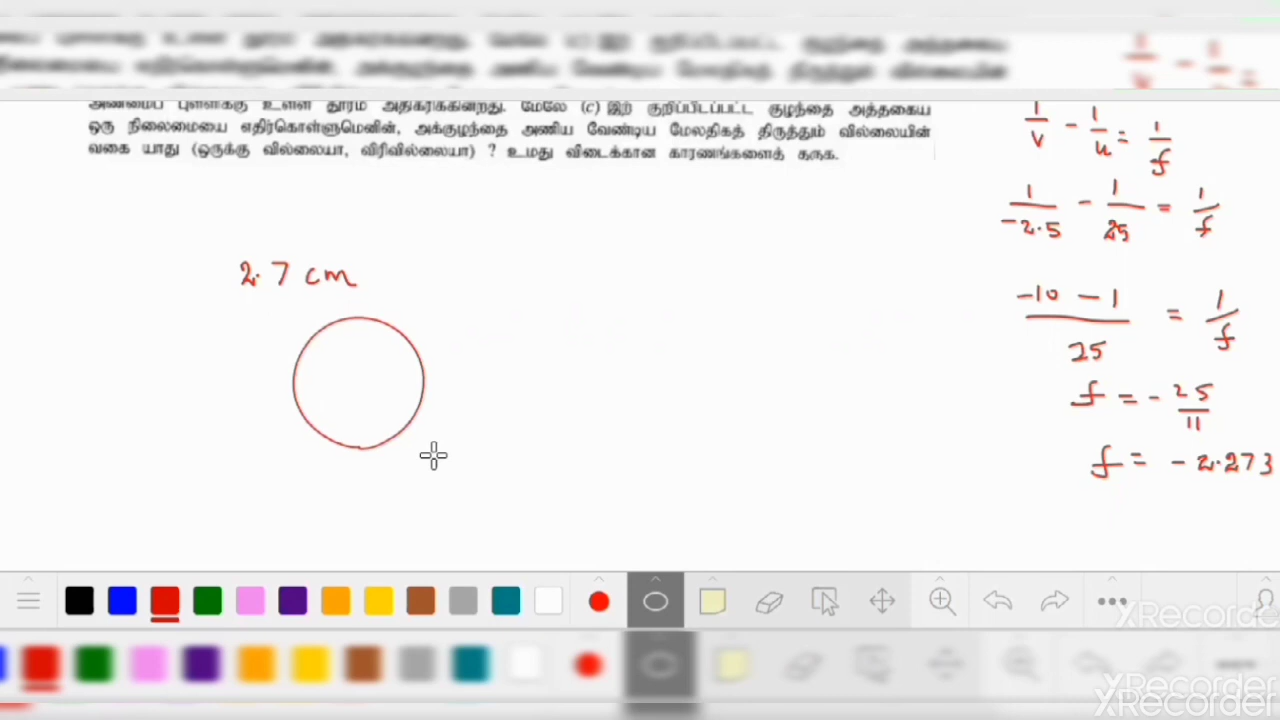 அண்மைப் புள்ளிக்கு உள்ள தூரம் அதிகரிக்கின்றது. மேலே (c) இற் குறிப்பிடப்பட்ட குழந்தை அத்தகைய
ஒரு நிலைமையை எதிர்கொள்ளுமெனின், அக்குழந்தை அணிய வேண்டிய மேலதிகத் திருத்தும் வில்லையின்
வகை யாது (ஒருக்கு வில்லையா, விரிவில்லையா) ? உமது விடைக்கான காரணங்களைத் தருக.
1/v - 1/u = 1/f
1/-2.5 - 1/25 = 1/f
2.7 cm
-10 - 1/25 = 1/f
f = - 25/11
f = - 2.273
XRecorder
XRecorder
XRecorder